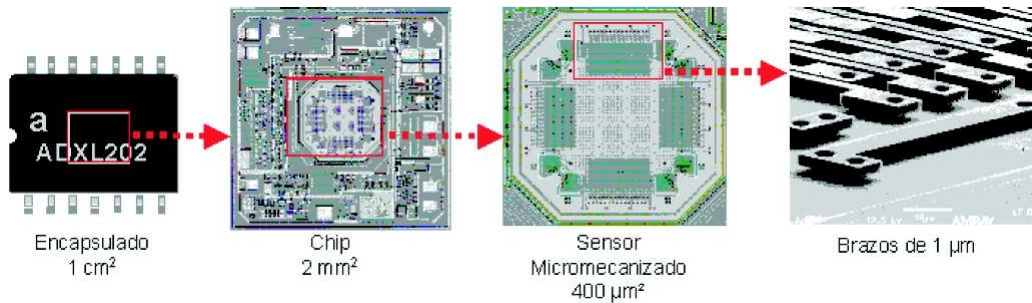 a
ADXL202
Encapsulado
1 cm²
Chip
2 mm²
Sensor
Micromecanizado
400 µm²
Brazos de 1 µm